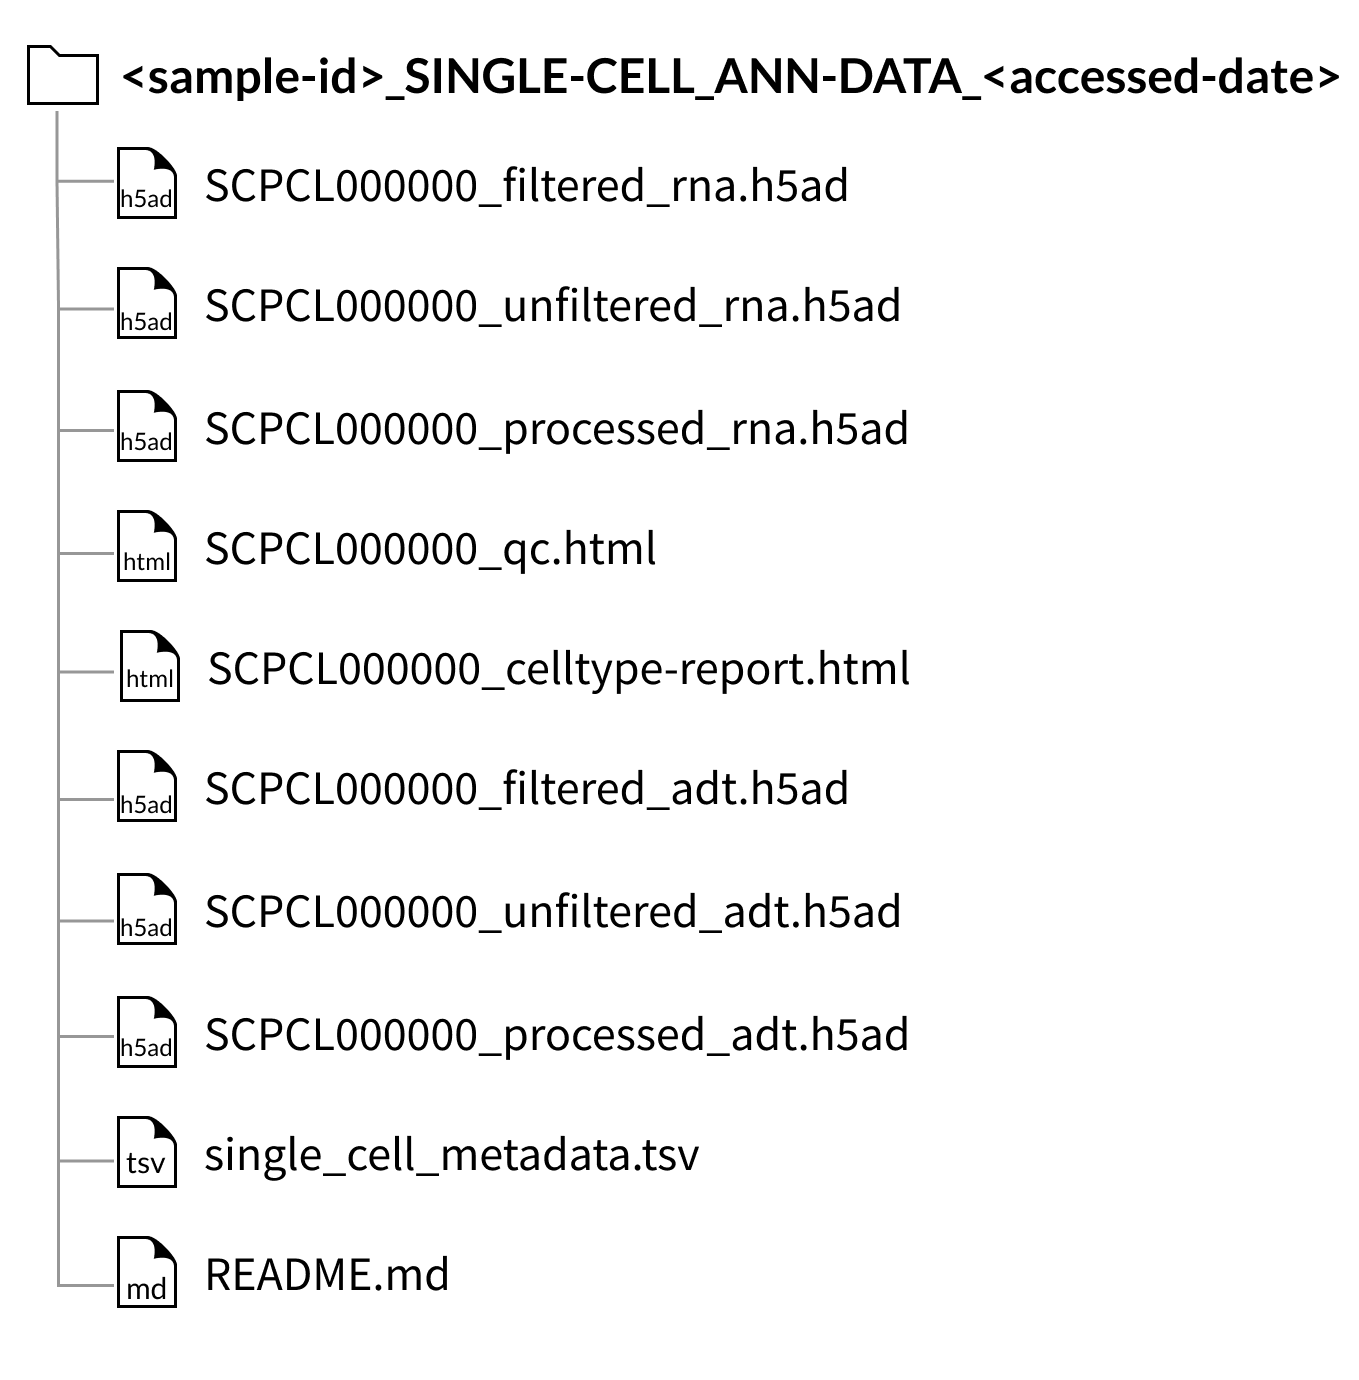 <sample-id>_SINGLE-CELL_ANN-DATA_<accessed-date>
h5ad SCPCL000000_filtered_rna.h5ad
h5ad SCPCL000000_unfiltered_rna.h5ad
h5ad SCPCL000000_processed_rna.h5ad
html SCPCL000000_qc.html
html SCPCL000000_celltype-report.html
h5ad SCPCL000000_filtered_adt.h5ad
h5ad SCPCL000000_unfiltered_adt.h5ad
h5ad SCPCL000000_processed_adt.h5ad
tsv single_cell_metadata.tsv
md README.md